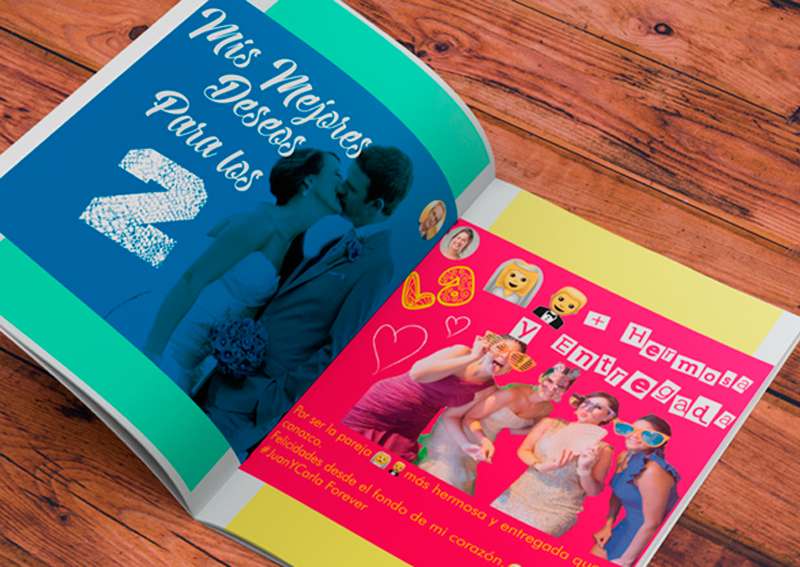 Mis Mejores
Deseos
Para los
2
La 👰🤵 + Hermosa
Y Entregada
Por ser la pareja 👰🤵 más hermosa y entregada que
conozco.
Felicidades desde el fondo de mi corazón.
#JuanYCarla Forever